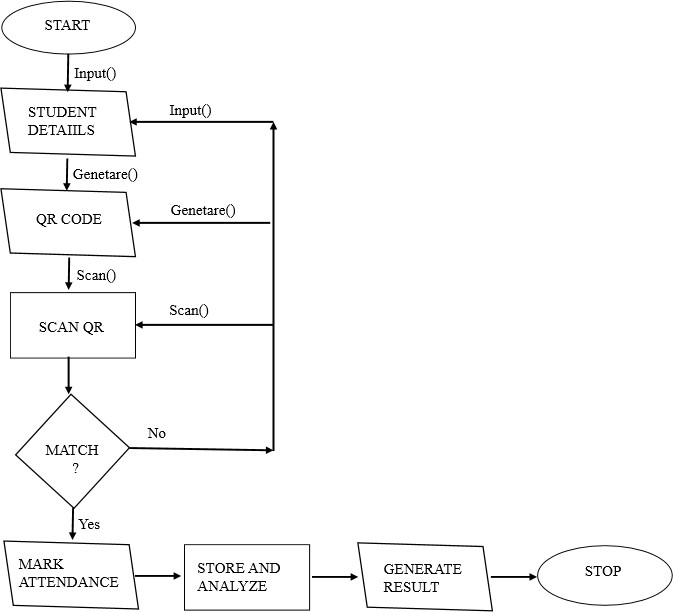 START
Input()
STUDENT
DETAIILS
Input()
Genetare()
QR CODE
Genetare()
Scan()
SCAN QR
Scan()
MATCH
?
No
Yes
MARK
ATTENDANCE
STORE AND
ANALYZE
GENERATE
RESULT
STOP